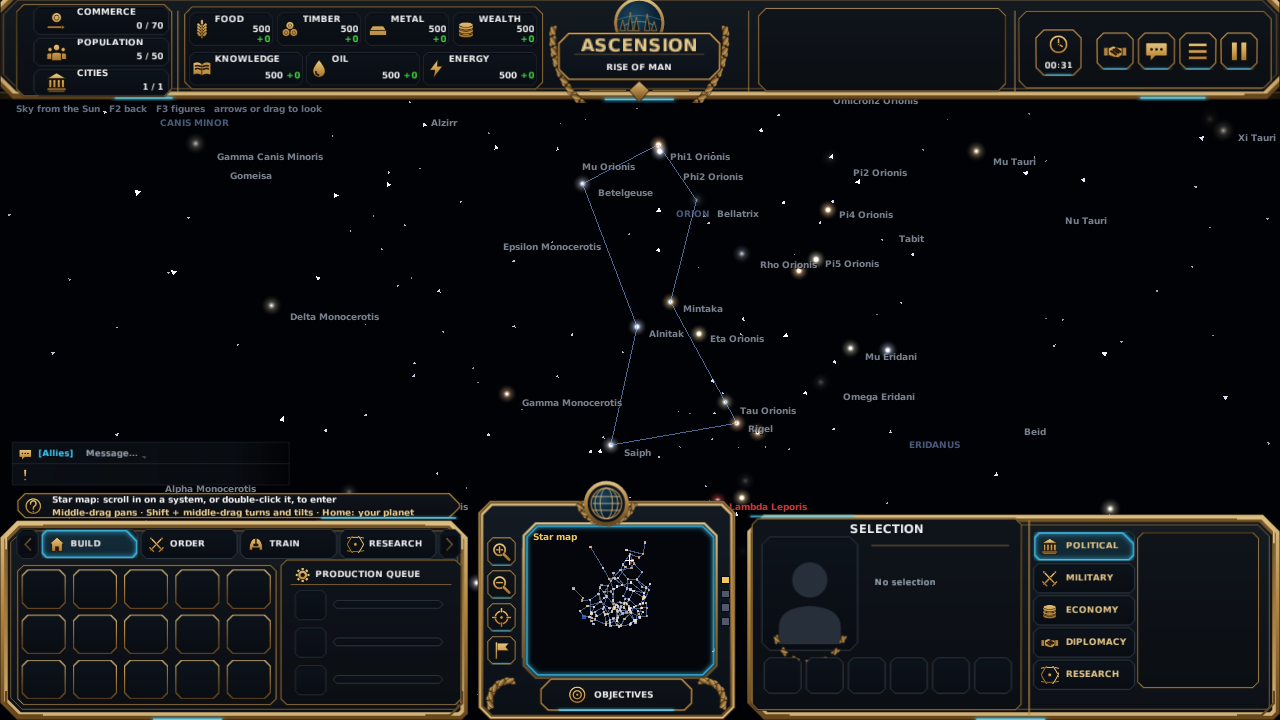 COMMERCE
0 / 70
POPULATION
5 / 50
CITIES
1 / 1
FOOD
500
+0
TIMBER
500
+0
METAL
500
+0
WEALTH
500
+0
KNOWLEDGE
500 +0
OIL
500 +0
ENERGY
500 +0
ASCENSION
RISE OF MAN
00:31
Sky from the Sun F2 back F3 figures arrows or drag to look
Omicron2 Orionis
CANIS MINOR
Alzirr
Xi Tauri
Gamma Canis Minoris
Gomeisa
Mu Orionis
Phi1 Orionis
Phi2 Orionis
Betelgeuse
Pi2 Orionis
Mu Tauri
ORION
Bellatrix
Pi4 Orionis
Nu Tauri
Epsilon Monocerotis
Tabit
Rho Orionis
Pi5 Orionis
Delta Monocerotis
Mintaka
Alnitak
Eta Orionis
Mu Eridani
Gamma Monocerotis
Tau Orionis
Omega Eridani
Rigel
Saiph
ERIDANUS
Beid
[Allies] Message...
!
Alpha Monocerotis
Lambda Leporis
Star map: scroll in on a system, or double-click it, to enter
Middle-drag pans · Shift + middle-drag turns and tilts · Home: your planet
BUILD
ORDER
TRAIN
RESEARCH
PRODUCTION QUEUE
Star map
OBJECTIVES
SELECTION
No selection
POLITICAL
MILITARY
ECONOMY
DIPLOMACY
RESEARCH